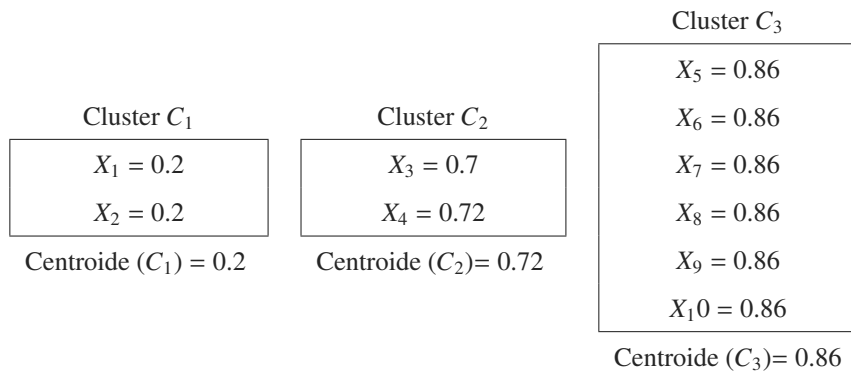 Cluster C₁
X₁ = 0.2
X₂ = 0.2
Centroide (C₁) = 0.2
Cluster C₂
X₃ = 0.7
X₄ = 0.72
Centroide (C₂)= 0.72
Cluster C₃
X₅ = 0.86
X₆ = 0.86
X₇ = 0.86
X₈ = 0.86
X₉ = 0.86
X₁0 = 0.86
Centroide (C₃)= 0.86